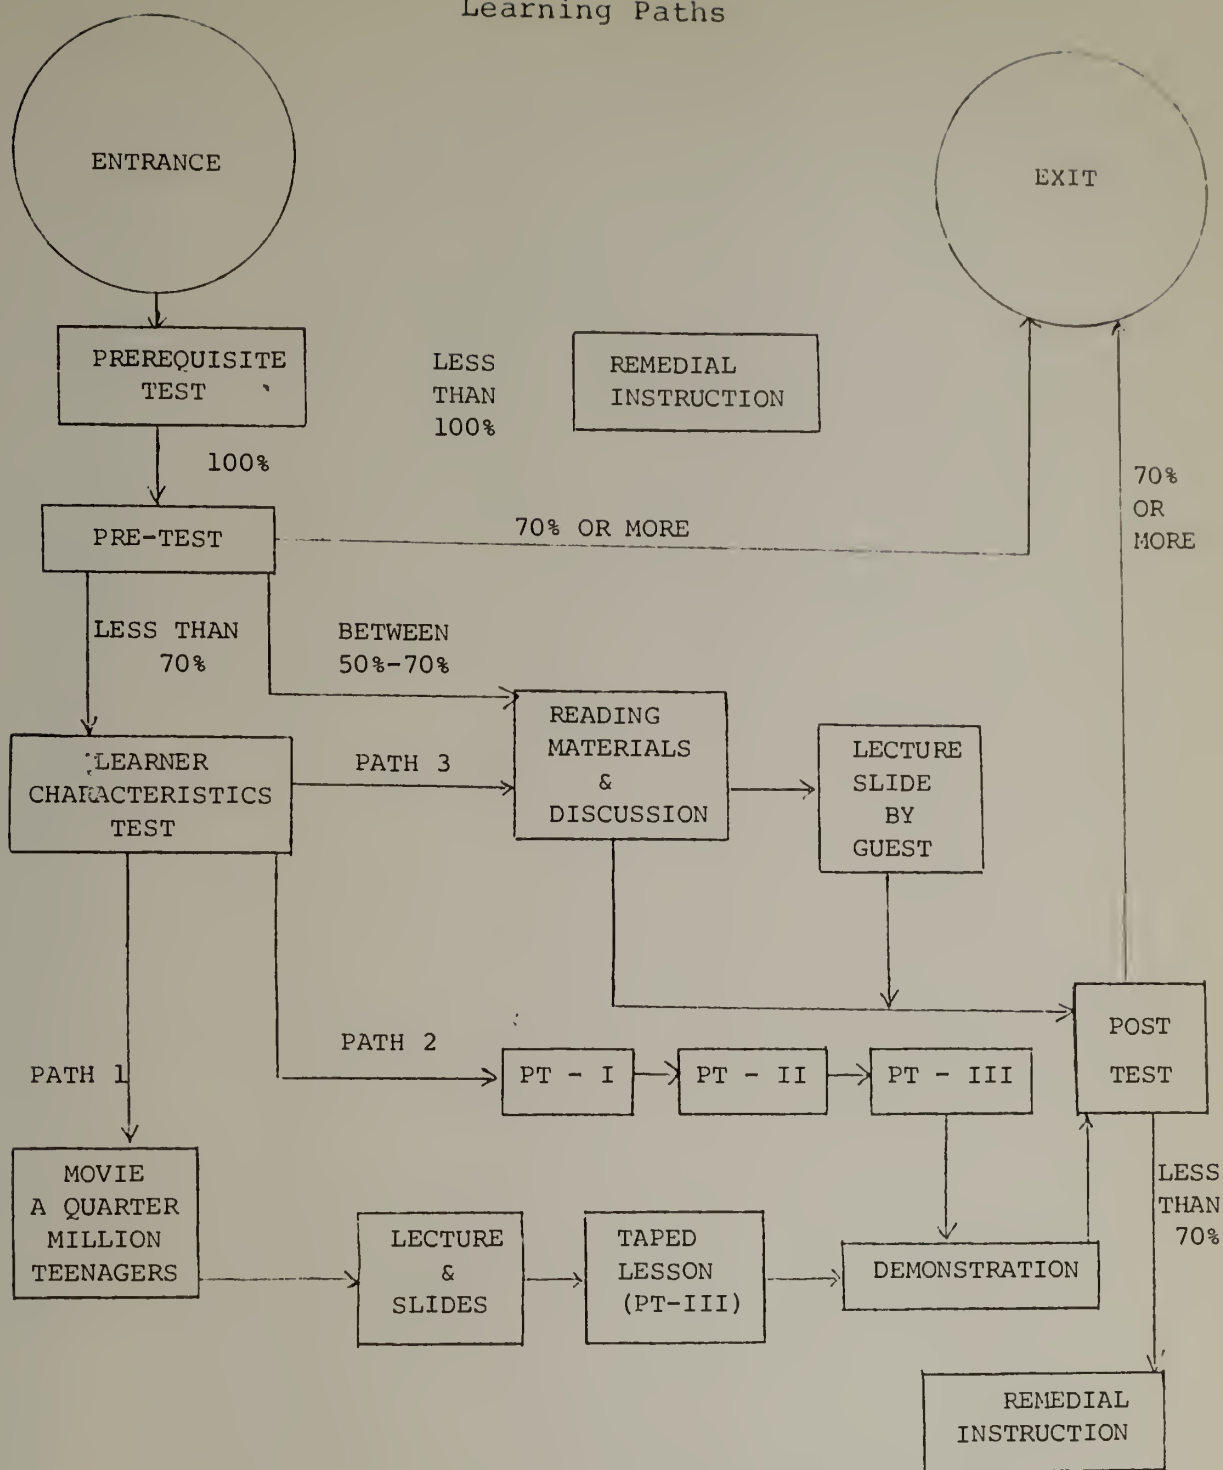 Learning Paths
ENTRANCE
EXIT
PREREQUISITE
TEST
LESS
THAN
100%
REMEDIAL
INSTRUCTION
100%
PRE-TEST
70% OR MORE
70%
OR
MORE
LESS THAN
70%
BETWEEN
50%-70%
LEARNER
CHARACTERISTICS
TEST
PATH 3
READING
MATERIALS
&
DISCUSSION
LECTURE
SLIDE
BY
GUEST
PATH 1
PATH 2
PT - I
PT - II
PT - III
POST
TEST
MOVIE
A QUARTER
MILLION
TEENAGERS
LECTURE
&
SLIDES
TAPED
LESSON
(PT-III)
DEMONSTRATION
LESS
THAN
70%
REMEDIAL
INSTRUCTION